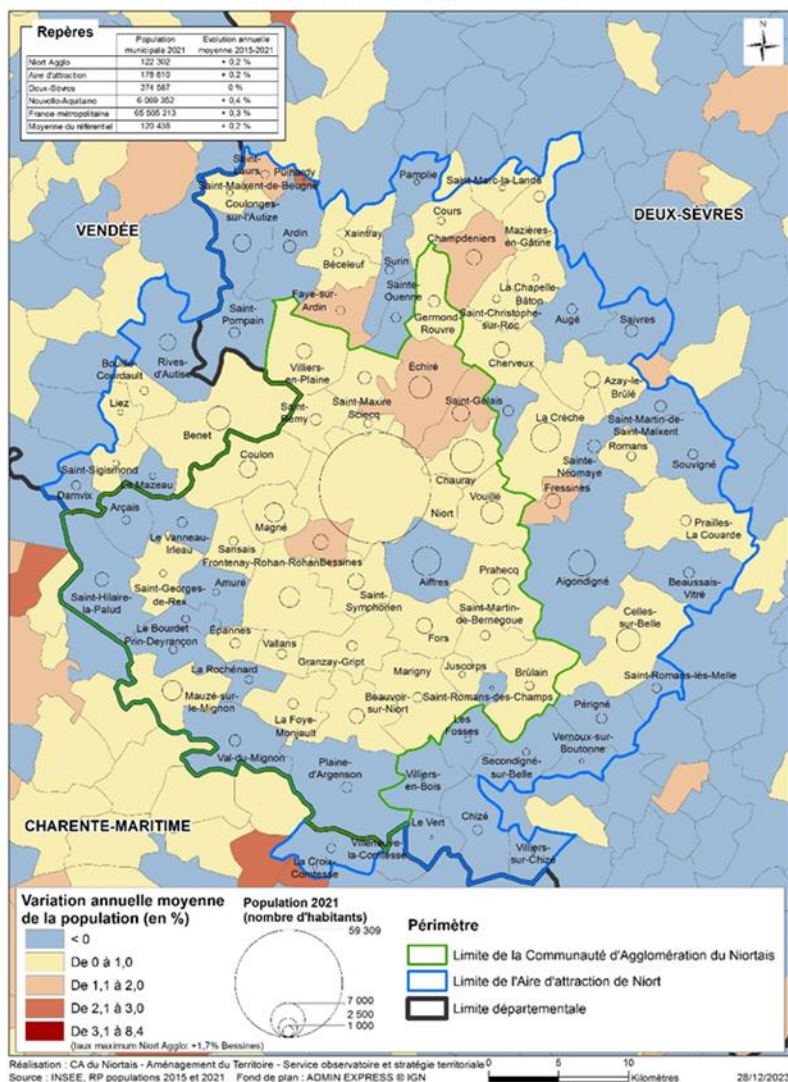 Repères
Population municipale 2021
Evolution annuelle moyenne 2015-2021
Niort Agglo 122 302 + 0,2 %
Aire d'attraction 178 610 + 0,2 %
Deux-Sèvres 374 587 0 %
Nouvelle-Aquitaine 6 069 352 + 0,4 %
France métropolitaine 65 505 213 + 0,3 %
Moyenne du référentiel 120 438 + 0,2 %
N
VENDÉE
DEUX-SÈVRES
CHARENTE-MARITIME
Saint-Laurs
Puihardy
Saint-Maixent-de-Beugné
Coulonges-sur-l'Autize
Pamplie
Saint-Marc-la-Lande
Cours
Xaintray
Ardin
Béceleuf
Surin
Champdeniers
Mazières-en-Gâtine
Sainte-Ouenne
Faye-sur-Ardin
La Chapelle-Bâton
Saint-Christophe-sur-Roc
Germond-Rouvre
Augé
Saivres
Saint-Pompain
Rives-d'Autise
Bouillé-Courdault
Liez
Villiers-en-Plaine
Échiré
Cherveux
Azay-le-Brûlé
Saint-Maxire
Sciecq
Saint-Gelais
Saint-Rémy
La Crèche
Saint-Martin-de-Saint-Maixent
Benet
Romans
Sainte-Néomaye
Souvigné
Coulon
Chauray
Saint-Sigismond
Le Mazeau
Damvix
Vouillé
Niort
Fressines
Arçais
Magné
Prailles-La Couarde
Le Vanneau-Irleau
Sansais
Frontenay-Rohan-Rohan
Bessines
Aiffres
Prahecq
Aigondigné
Beaussais-Vitré
Saint-Hilaire-la-Palud
Saint-Georges-de-Rex
Amuré
Saint-Symphorien
Saint-Martin-de-Bernegoue
Celles-sur-Belle
Le Bourdet
Prin-Deyrançon
Épannes
Vallans
Fors
Granzay-Gript
La Rochénard
Marigny
Juscorps
Brûlain
Saint-Romans-lès-Melle
Mauzé-sur-le-Mignon
Beauvoir-sur-Niort
Saint-Romans-des-Champs
La Foye-Monjault
Périgné
Les Fosses
Vernoux-sur-Boutonne
Val-du-Mignon
Plaine-d'Argenson
Secondigné-sur-Belle
Villiers-en-Bois
Le Vert
Chizé
Villeneuve-la-Comtesse
La Croix-Comtesse
Villiers-sur-Chizé
Variation annuelle moyenne
de la population (en %)
< 0
De 0 à 1,0
De 1,1 à 2,0
De 2,1 à 3,0
De 3,1 à 8,4
(taux maximum Niort Agglo: +1,7% Bessines)
Population 2021
(nombre d'habitants)
59 309
7 000
2 500
1 000
Périmètre
Limite de la Communauté d'Agglomération du Niortais
Limite de l'Aire d'attraction de Niort
Limite départementale
Réalisation : CA du Niortais - Aménagement du Territoire - Service observatoire et stratégie territoriale
Source : INSEE, RP populations 2015 et 2021 Fond de plan : ADMIN EXPRESS ® IGN
0 5 10
Kilomètres